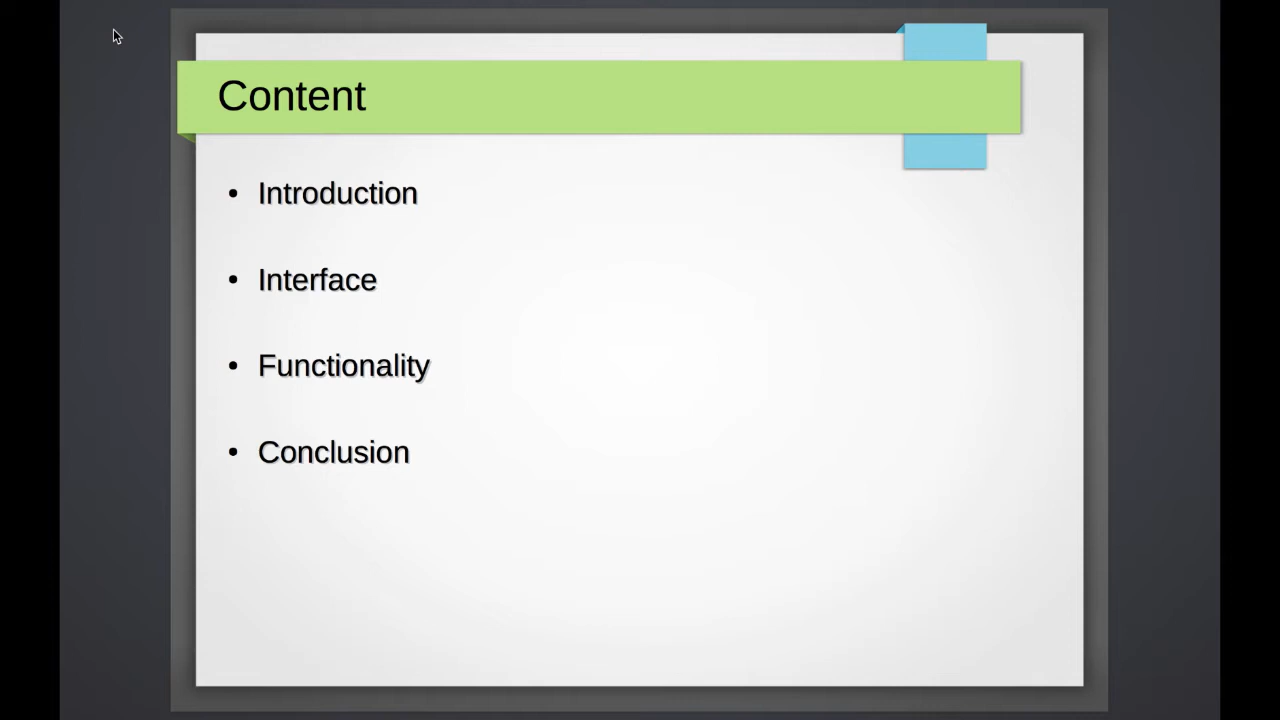 Content
• Introduction
• Interface
• Functionality
• Conclusion